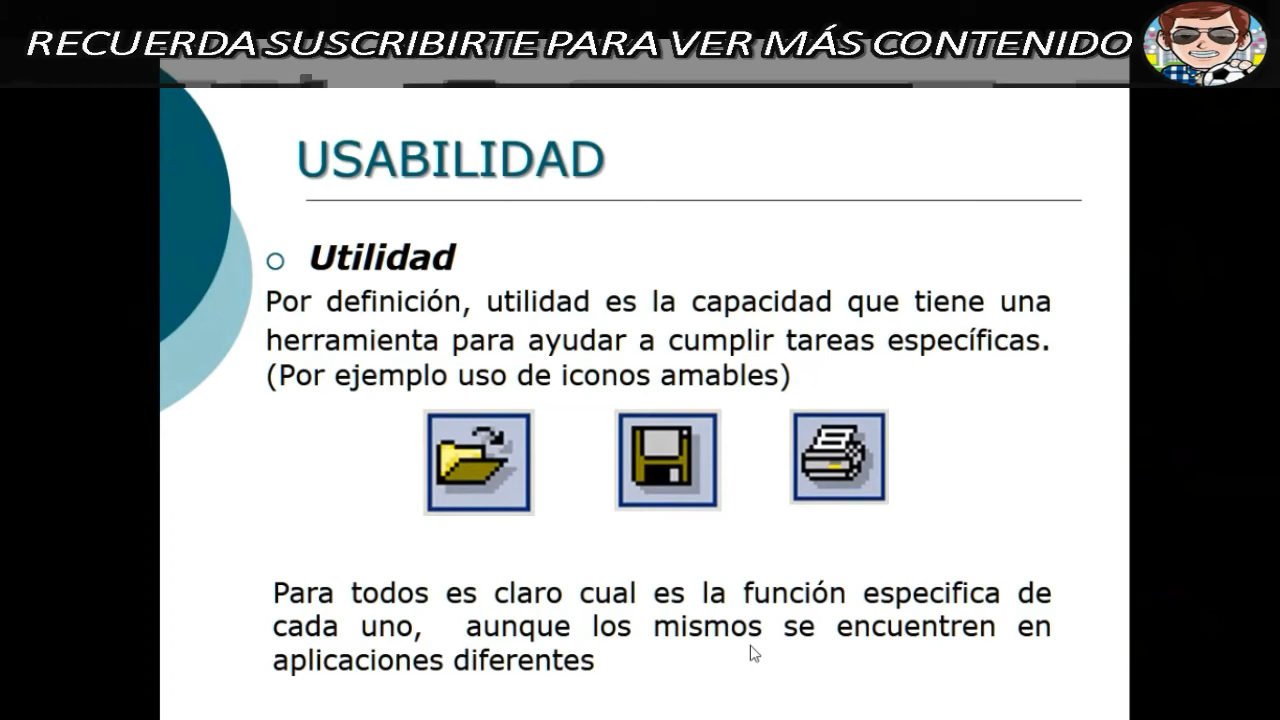 RECUERDA SUSCRIBIRTE PARA VER MÁS CONTENIDO
USABILIDAD
Utilidad
Por definición, utilidad es la capacidad que tiene una
herramienta para ayudar a cumplir tareas específicas.
(Por ejemplo uso de iconos amables)
Para todos es claro cual es la función especifica de
cada uno, aunque los mismos se encuentren en
aplicaciones diferentes